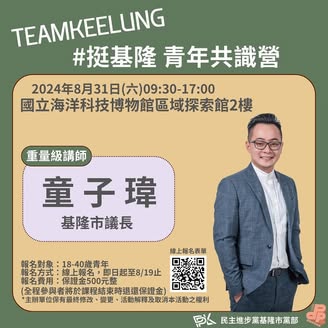 TEAMKEELUNG
#挺基隆 青年共識營
2024年8月31日(六)09:30-17:00
國立海洋科技博物館區域探索館2樓
重量級講師
童子瑋
基隆市議長
線上報名表單
報名對象：18-40歲青年
報名方式：線上報名，即日起至8/19止
報名費用：保證金500元整
(全程參與者將於課程結束時退還保證金)
*主辦單位保有最終修改、變更、活動解釋及取消本活動之權利
民主進步黨基隆市黨部